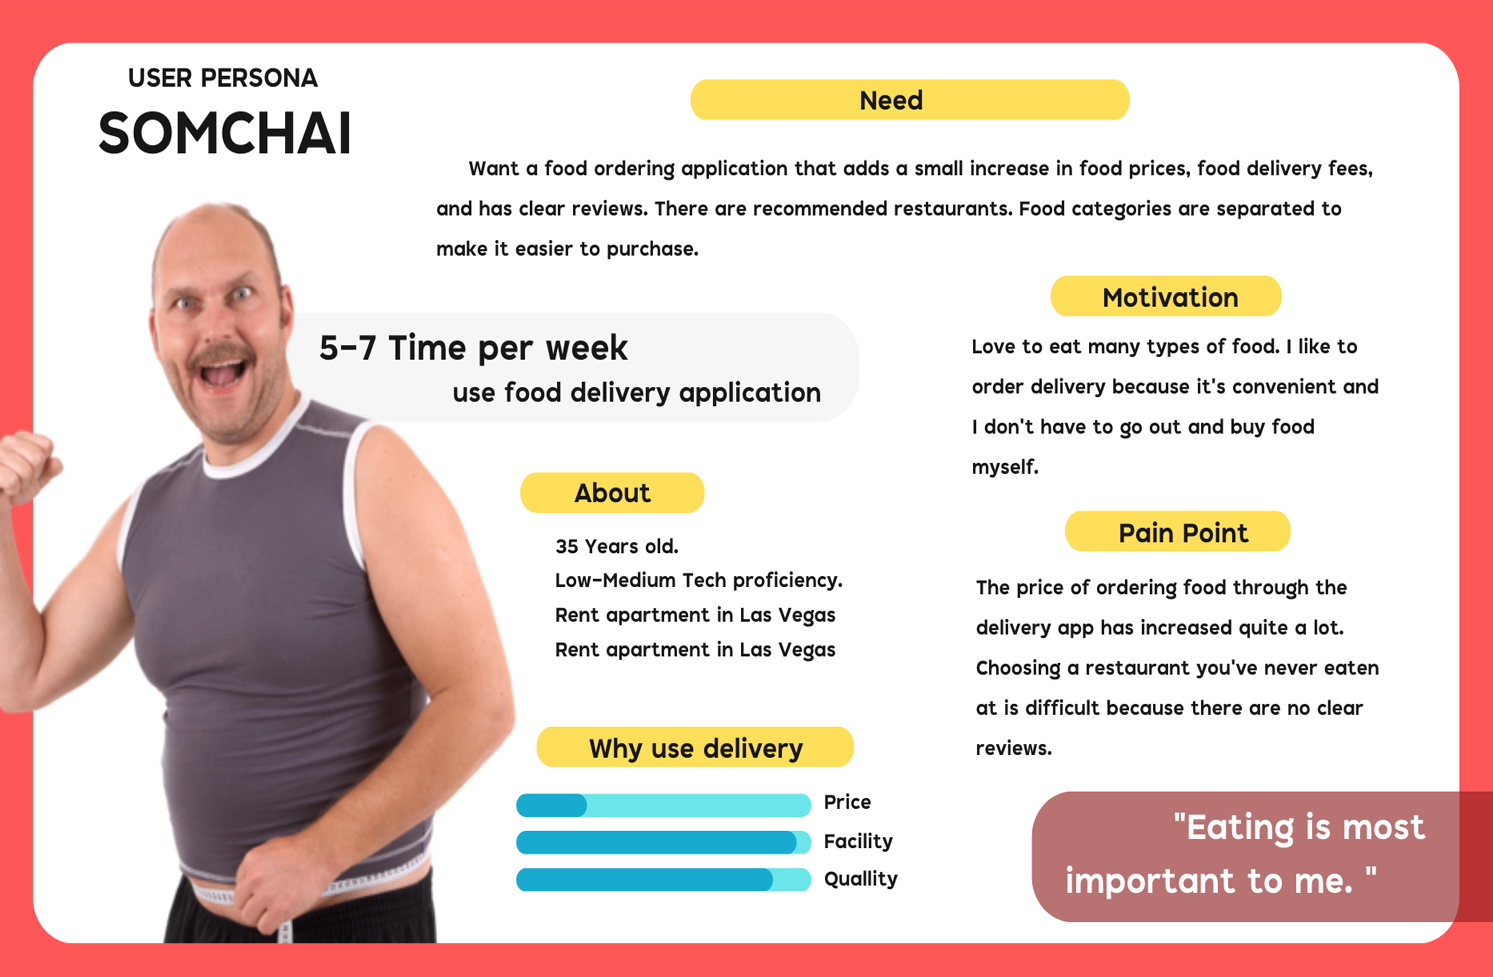 USER PERSONA
SOMCHAI
Need
Want a food ordering application that adds a small increase in food prices, food delivery fees,
and has clear reviews. There are recommended restaurants. Food categories are separated to
make it easier to purchase.
5-7 Time per week
use food delivery application
About
35 Years old.
Low-Medium Tech proficiency.
Rent apartment in Las Vegas
Rent apartment in Las Vegas
Why use delivery
Price
Facility
Quallity
Motivation
Love to eat many types of food. I like to
order delivery because it's convenient and
I don't have to go out and buy food
myself.
Pain Point
The price of ordering food through the
delivery app has increased quite a lot.
Choosing a restaurant you've never eaten
at is difficult because there are no clear
reviews.
"Eating is most
important to me. "